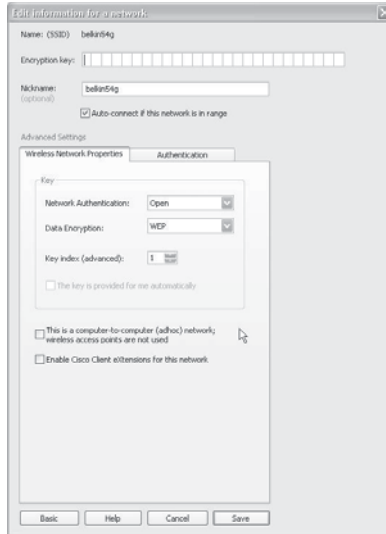 Edit information for a network
Name: (SSID) belkin54g
Encryption key:
Nickname: belkin54g
(optional)
Auto-connect if this network is in range
Advanced Settings
Wireless Network Properties Authentication
Key
Network Authentication: Open
Data Encryption: WEP
Key index (advanced): 1
The key is provided for me automatically
This is a computer-to-computer (adhoc) network;
wireless access points are not used
Enable Cisco Client eXtensions for this network
Basic Help Cancel Save